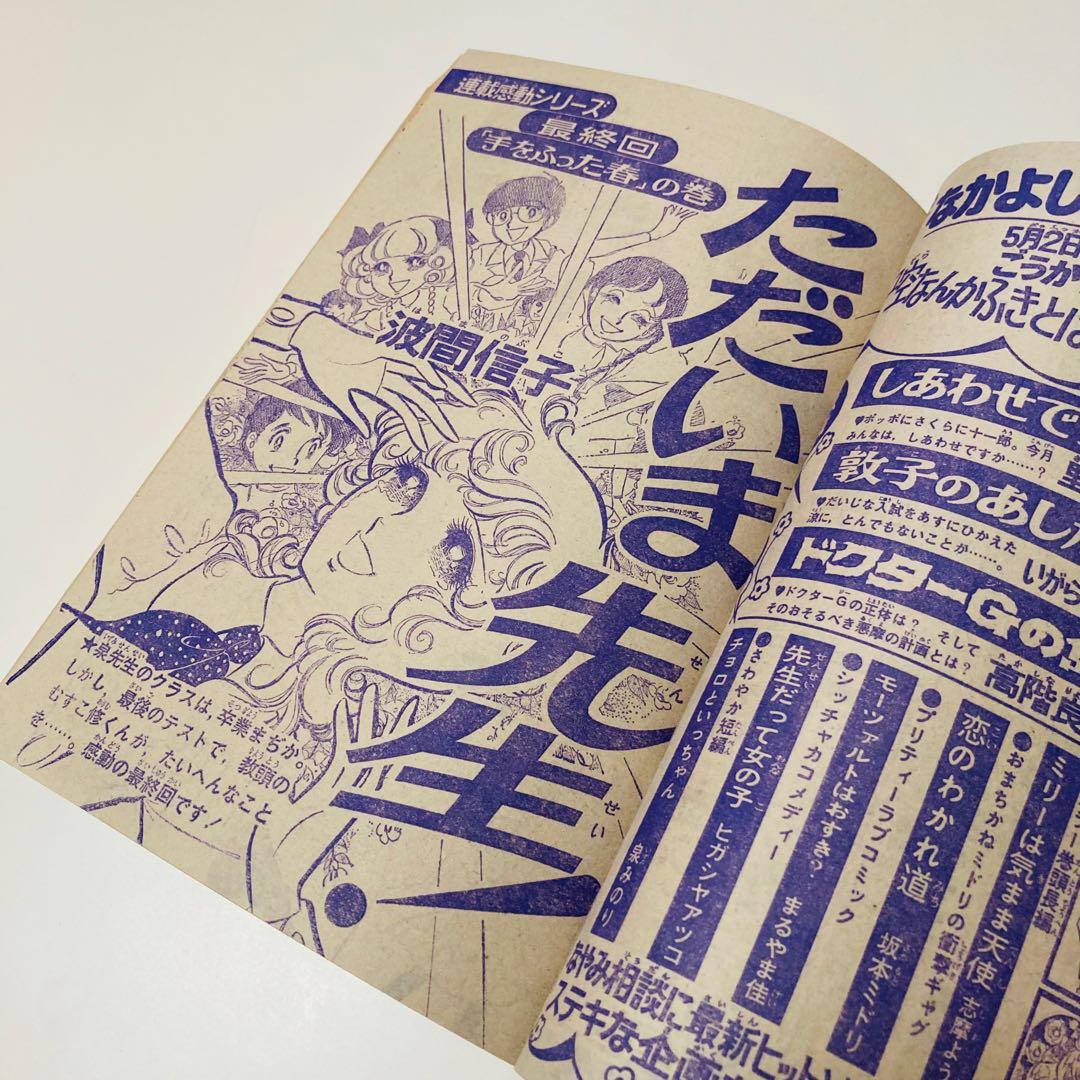 連載感動シリーズ
最終回
「手をふった春」の巻
ただいま
先生!
波間信子
★泉先生のクラスは、卒業まぢか。
しかし、最後のテストで、教頭の
むすこ修くんが、たいへんなこと
を……。
感動の最終回です!
なかよし
5月2日
ごうか
なんかふきとば
しあわせで
♥ポッポにさくらに十一郎。今月
みんなは、しあわせですか……?
敦子のあした
♥だいじな入試をあすにひかえた
とんでもないことが……。
いがら
ドクターGの
♥ドクターGの正体は? そして
そのおそるべき悪魔の計画とは?
高階良
ミリーは気まま天使 志摩よう
●おまちかねミドリの衝撃ギャグ
恋のわかれ道 坂本ミドリ
●プリティーラブコミック
モーツァルトはおすき? まるやま佳
●シッチャカコメディー
先生だって女の子 ヒガシヤアツコ
●さわやか短編
チョロといっちゃん 泉みのり
なやみ相談に最新ヒット
ステキな企画